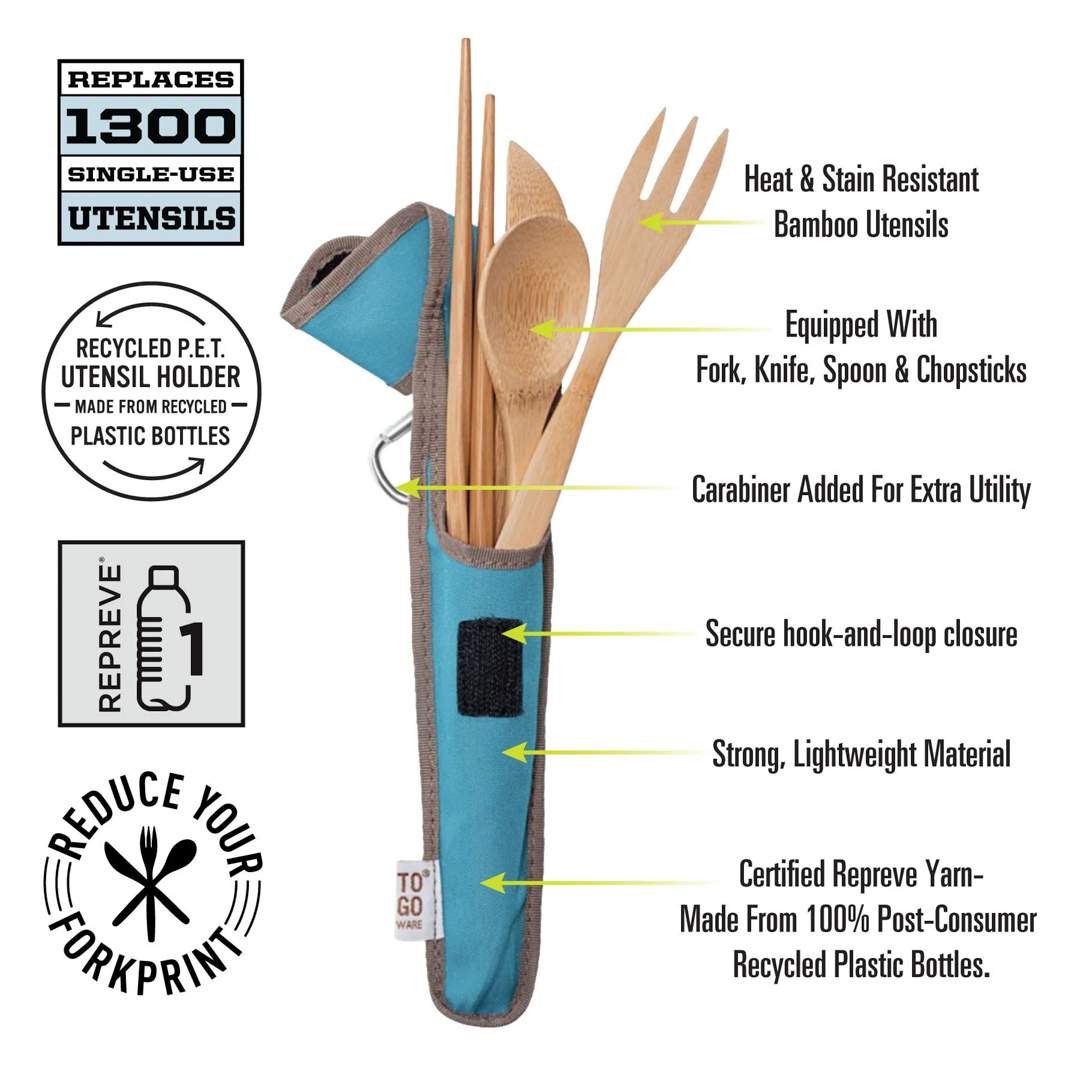 REPLACES
1300
SINGLE-USE
UTENSILS
RECYCLED P.E.T.
UTENSIL HOLDER
MADE FROM RECYCLED
PLASTIC BOTTLES
REPREVE®
1
REDUCE YOUR
FORKPRINT
TO®
GO
WARE
Heat & Stain Resistant
Bamboo Utensils
Equipped With
Fork, Knife, Spoon & Chopsticks
Carabiner Added For Extra Utility
Secure hook-and-loop closure
Strong, Lightweight Material
Certified Repreve Yarn-
Made From 100% Post-Consumer
Recycled Plastic Bottles.